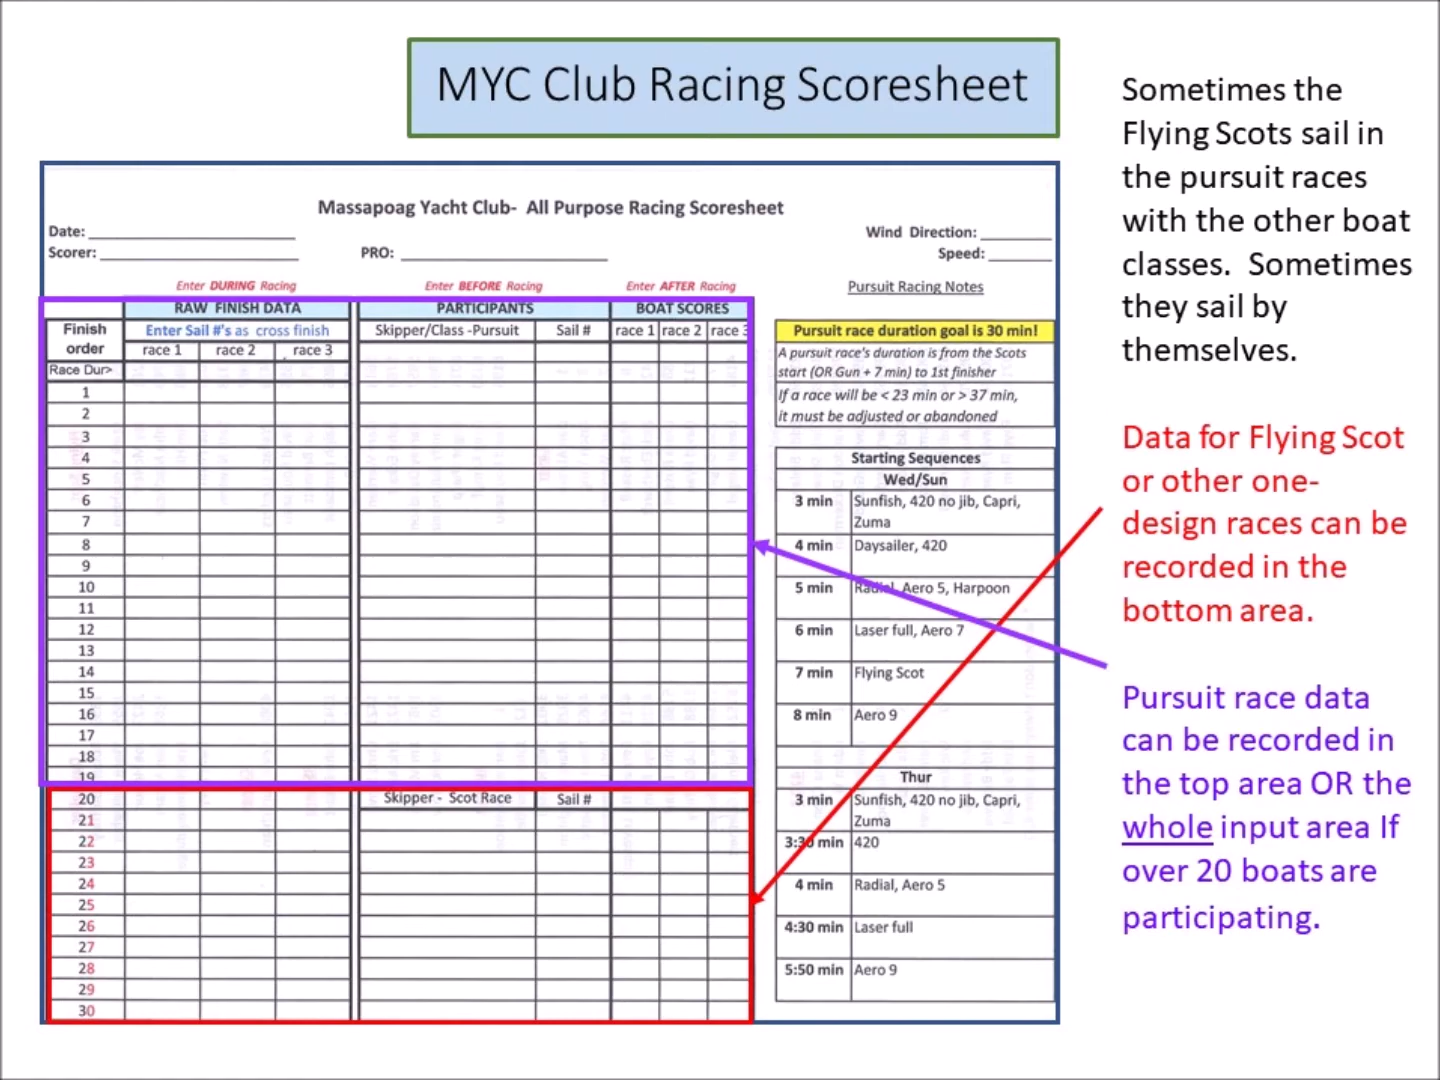 MYC Club Racing Scoresheet
Massapoag Yacht Club- All Purpose Racing Scoresheet
Date:
Wind Direction:
Scorer:
PRO:
Speed:
Enter DURING Racing
Enter BEFORE Racing
Enter AFTER Racing
Pursuit Racing Notes
RAW FINISH DATA
PARTICIPANTS
BOAT SCORES
Finish order
Enter Sail #'s as cross finish
Skipper/Class -Pursuit
Sail #
race 1 race 2 race 3
race 1 race 2 race 3
Race Dur>
1
2
3
4
5
6
7
8
9
10
11
12
13
14
15
16
17
18
19
20 Skipper - Scot Race Sail #
21
22
23
24
25
26
27
28
29
30
Pursuit race duration goal is 30 min!
A pursuit race's duration is from the Scots
start (OR Gun + 7 min) to 1st finisher
If a race will be < 23 min or > 37 min,
it must be adjusted or abandoned
Starting Sequences
Wed/Sun
3 min Sunfish, 420 no jib, Capri,
Zuma
4 min Daysailer, 420
5 min Radial, Aero 5, Harpoon
6 min Laser full, Aero 7
7 min Flying Scot
8 min Aero 9
Thur
3 min Sunfish, 420 no jib, Capri,
Zuma
3:30 min 420
4 min Radial, Aero 5
4:30 min Laser full
5:50 min Aero 9
Sometimes the
Flying Scots sail in
the pursuit races
with the other boat
classes. Sometimes
they sail by
themselves.
Data for Flying Scot
or other one-
design races can be
recorded in the
bottom area.
Pursuit race data
can be recorded in
the top area OR the
whole input area If
over 20 boats are
participating.